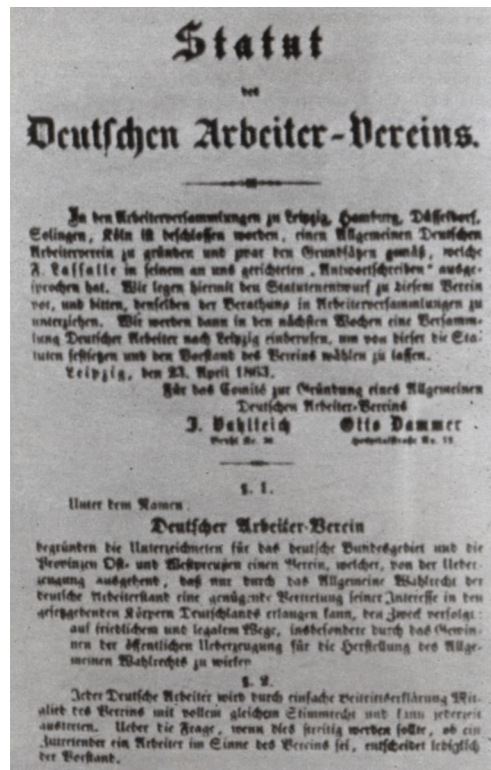 Statut
des
Deutschen Arbeiter-Vereins.
In den Arbeiterversammlungen zu Leipzig, Hamburg, Düsseldorf,
Solingen, Köln ist beschlossen worden, einen Allgemeinen Deutschen
Arbeiterverein zu gründen und zwar den Grundsätzen gemäß, welche
F. Lassalle in seinem an uns gerichteten „Antwortschreiben" ausge-
sprochen hat. Wir legen hiermit den Statutenentwurf zu diesem Verein
vor, und bitten, denselben der Berathung in Arbeiterversammlungen zu
unterziehen. Wir werden dann in den nächsten Wochen eine Versamm-
lung Deutscher Arbeiter nach Leipzig einberufen, um von dieser die Sta-
tuten festsetzen und den Vorstand des Vereins wählen zu lassen.
Leipzig, den 23. April 1863.
Für das Comité zur Gründung eines Allgemeinen
Deutschen Arbeiter-Vereins
J. Vahlteich Otto Dammer
§. 1.
Unter dem Namen
Deutscher Arbeiter-Verein
begründen die Unterzeichneten für das deutsche Bundesgebiet und die
Provinzen Ost- und Westpreußen einen Verein, welcher, von der Ueber-
zeugung ausgehend, daß nur durch das Allgemeine Wahlrecht der
deutsche Arbeiterstand eine genügende Vertretung seiner Interesse in den
gesetzgebenden Körpern Deutschlands erlangen kann, den Zweck verfolgt:
auf friedlichem und legalem Wege, insbesondere durch das Gewin-
nen der öffentlichen Ueberzeugung für die Herstellung des Allge-
meinen Wahlrechts zu wirken
§. 2.
Jeder Deutsche Arbeiter wird durch einfache Beitrittserklärung Mit-
glied des Vereins mit vollem gleichem Stimmrecht und kann jederzeit
austreten. Ueber die Frage, wenn dies streitig werden sollte, ob ein
Zutretender ein Arbeiter im Sinne des Vereins sei, entscheidet lediglich
der Vorstand.